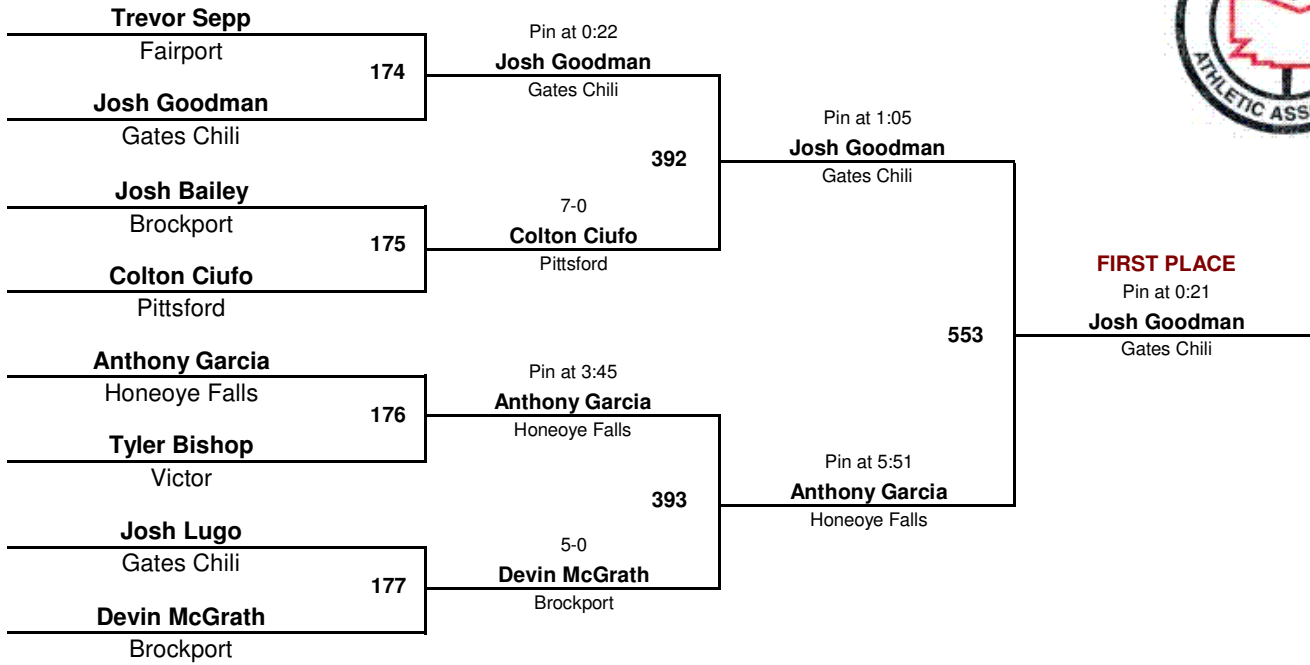 Trevor Sepp
Fairport
174
Josh Goodman
Gates Chili
Pin at 0:22
Josh Goodman
Gates Chili
392
Josh Bailey
Brockport
175
Colton Ciufo
Pittsford
7-0
Colton Ciufo
Pittsford
Pin at 1:05
Josh Goodman
Gates Chili
553
Anthony Garcia
Honeoye Falls
176
Tyler Bishop
Victor
Pin at 3:45
Anthony Garcia
Honeoye Falls
393
Josh Lugo
Gates Chili
177
Devin McGrath
Brockport
5-0
Devin McGrath
Brockport
Pin at 5:51
Anthony Garcia
Honeoye Falls
FIRST PLACE
Pin at 0:21
Josh Goodman
Gates Chili
ATHLETIC ASS